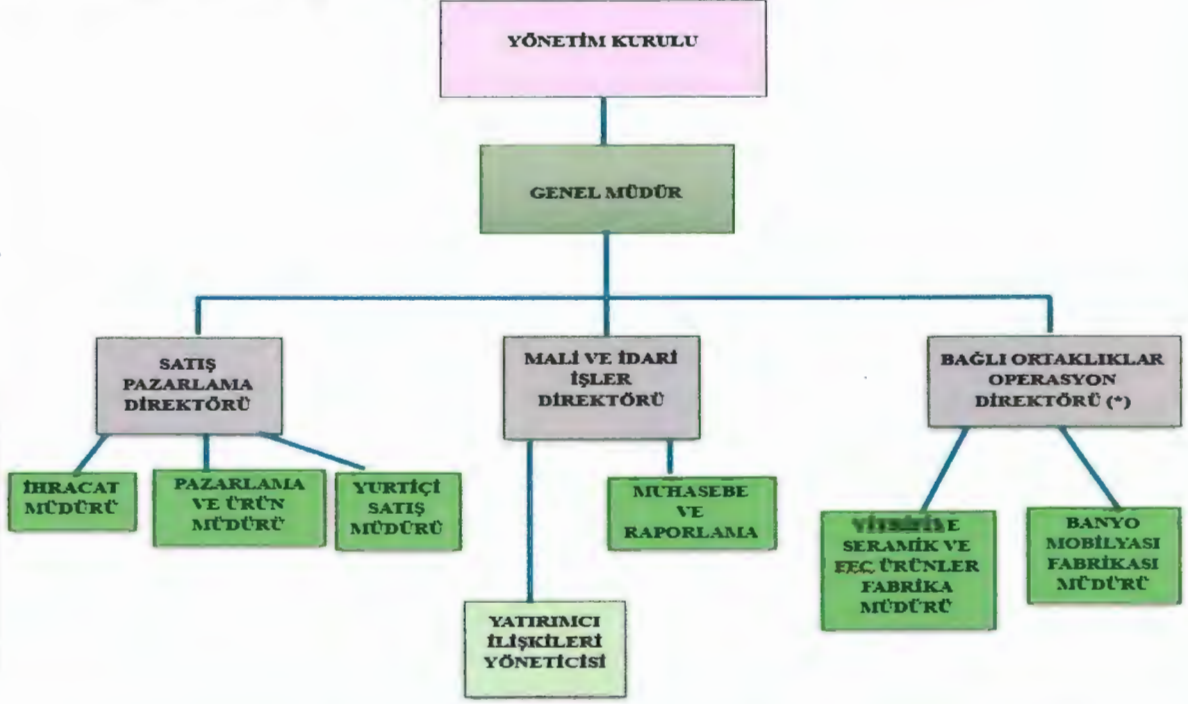 YÖNETİM KURULU
GENEL MÜDÜR
SATIŞ
PAZARLAMA
DİREKTÖRÜ
MALİ VE İDARİ
İŞLER
DİREKTÖRÜ
BAĞLI ORTAKLIKLAR
OPERASYON
DİREKTÖRÜ (*)
İHRACAT
MÜDÜRÜ
PAZARLAMA
VE ÜRÜN
MÜDÜRÜ
YURTİÇİ
SATIŞ
MÜDÜRÜ
MUHASEBE
VE
RAPORLAMA
SERAMİK VE
FFC ÜRÜNLER
FABRİKA
MÜDÜRÜ
BANYO
MOBİLYASI
FABRİKASI
MÜDÜRÜ
YATIRIMCI
İLİŞKİLERİ
YÖNETİCİSİ